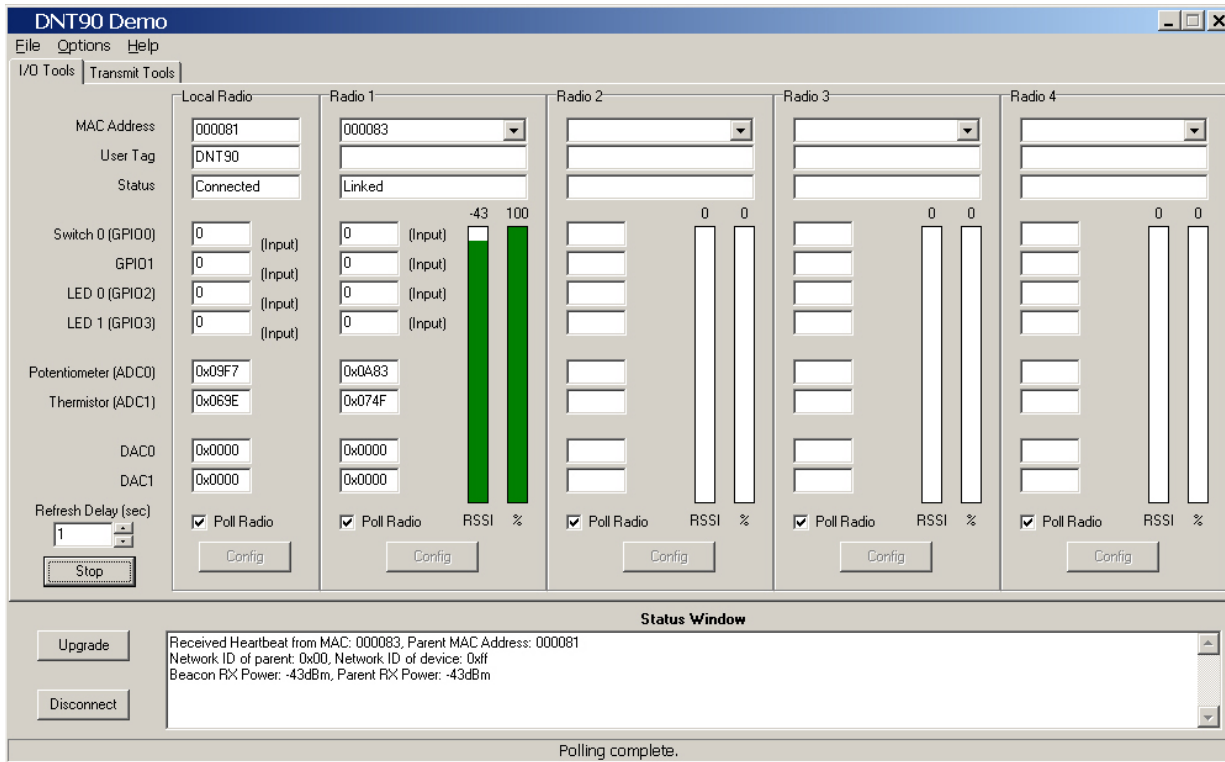 DNT90 Demo
File Options Help
I/O Tools Transmit Tools
Local Radio Radio 1 Radio 2 Radio 3 Radio 4
MAC Address 000081 000083
User Tag DNT90
Status Connected Linked
-43 100 0 0 0 0 0 0
Switch 0 (GPIO0) 0 (Input) 0 (Input)
GPIO1 0 (Input) 0 (Input)
LED 0 (GPIO2) 0 (Input) 0 (Input)
LED 1 (GPIO3) 0 (Input) 0 (Input)
Potentiometer (ADC0) 0x09F7 0x0A83
Thermistor (ADC1) 0x069E 0x074F
DAC0 0x0000 0x0000
DAC1 0x0000 0x0000
Refresh Delay (sec)
1
Poll Radio Poll Radio RSSI % Poll Radio RSSI % Poll Radio RSSI % Poll Radio RSSI %
Config Config Config Config Config
Stop
Status Window
Upgrade
Disconnect
Received Heartbeat from MAC: 000083, Parent MAC Address: 000081
Network ID of parent: 0x00, Network ID of device: 0xff
Beacon RX Power: -43dBm, Parent RX Power: -43dBm
Polling complete.